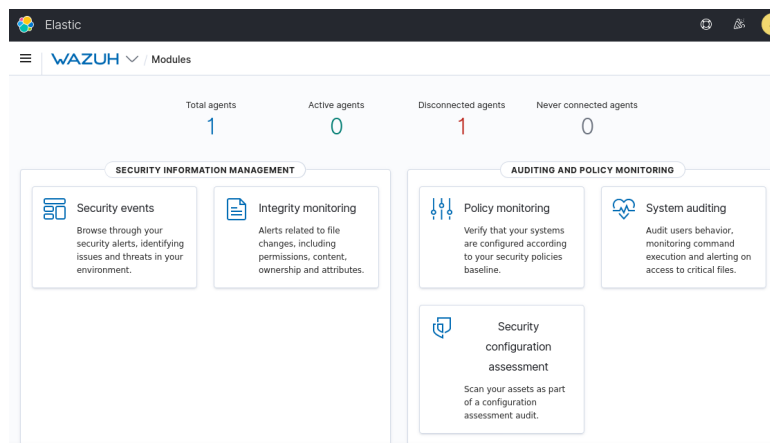 Elastic
WAZUH / Modules
Total agents
1
Active agents
0
Disconnected agents
1
Never connected agents
0
SECURITY INFORMATION MANAGEMENT
Security events
Browse through your
security alerts, identifying
issues and threats in your
environment.
Integrity monitoring
Alerts related to file
changes, including
permissions, content,
ownership and attributes.
AUDITING AND POLICY MONITORING
Policy monitoring
Verify that your systems
are configured according
to your security policies
baseline.
System auditing
Audit users behavior,
monitoring command
execution and alerting on
access to critical files.
Security
configuration
assessment
Scan your assets as part
of a configuration
assessment audit.